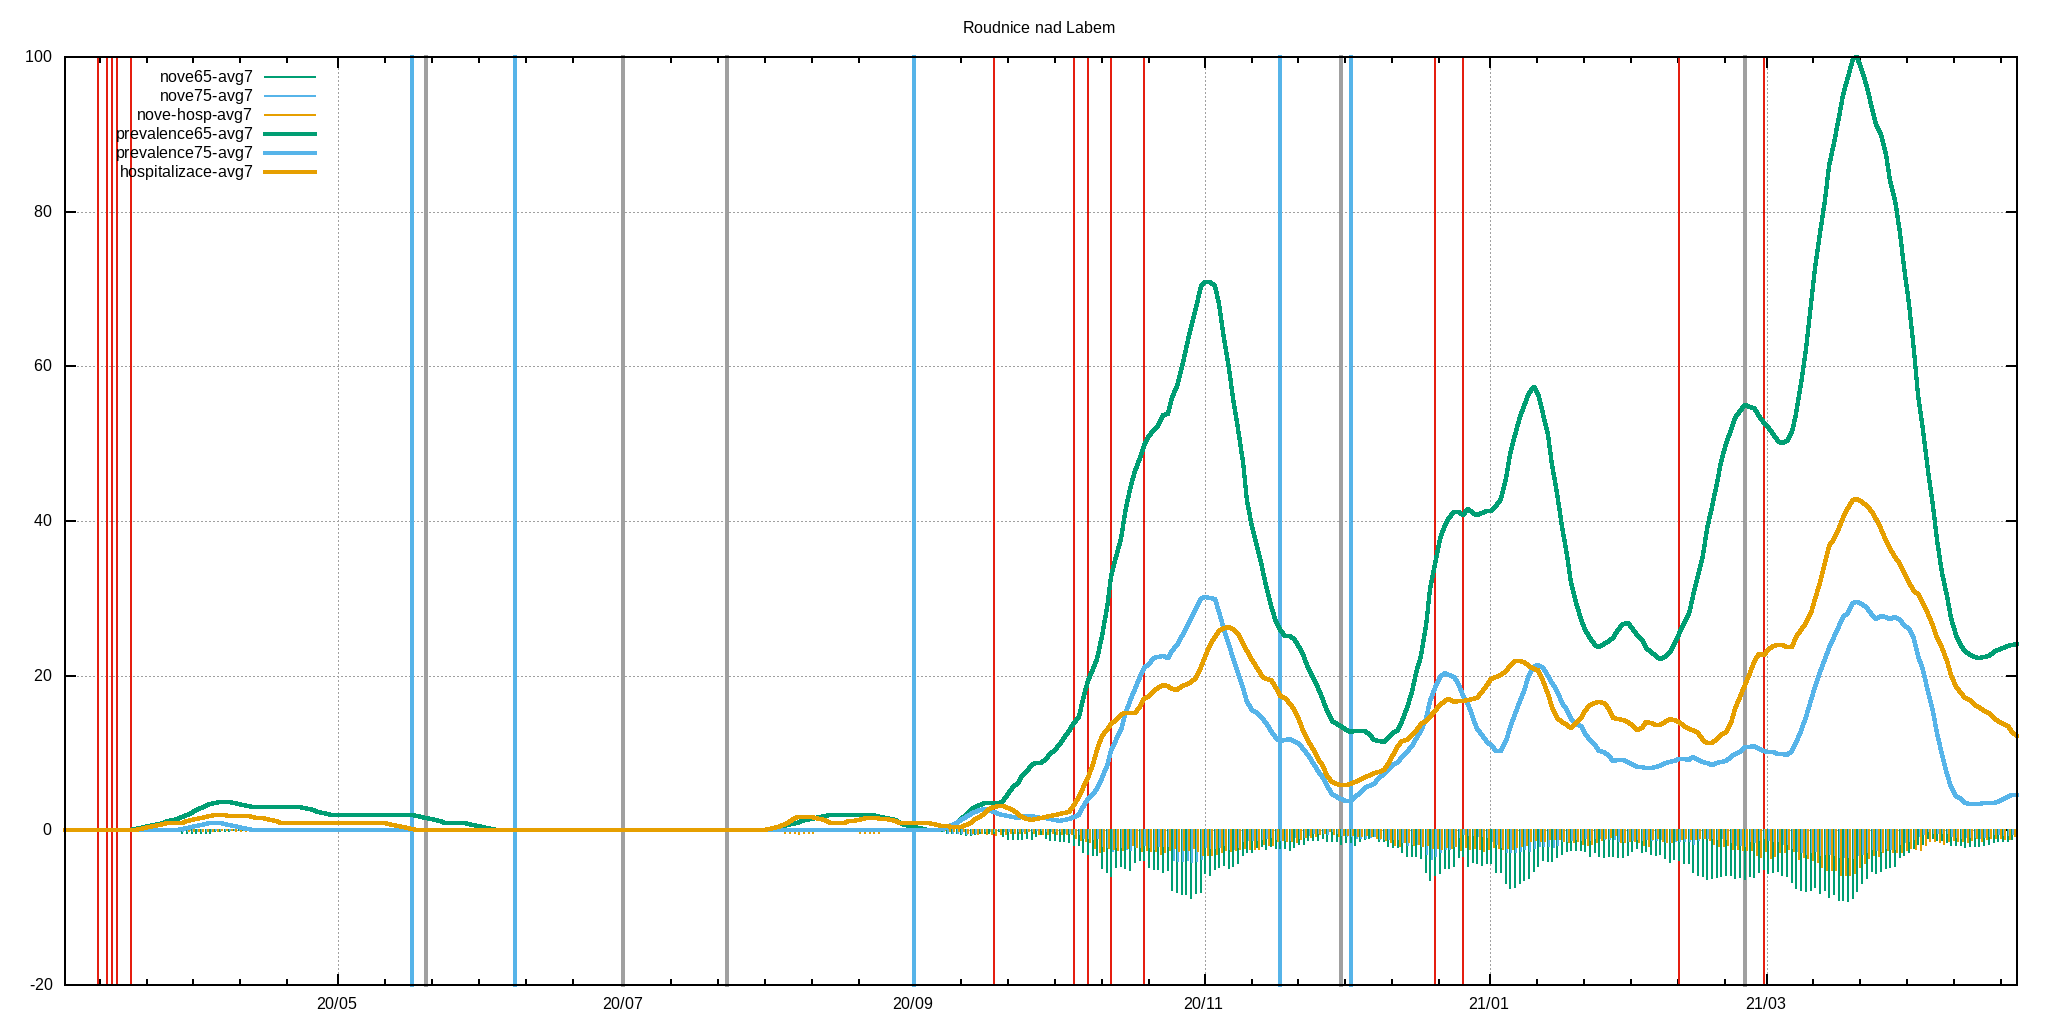 Roudnice nad Labem
100
80
60
40
20
0
-20
nove65-avg7
nove75-avg7
nove-hosp-avg7
prevalence65-avg7
prevalence75-avg7
hospitalizace-avg7
20/05 20/07 20/09 20/11 21/01 21/03